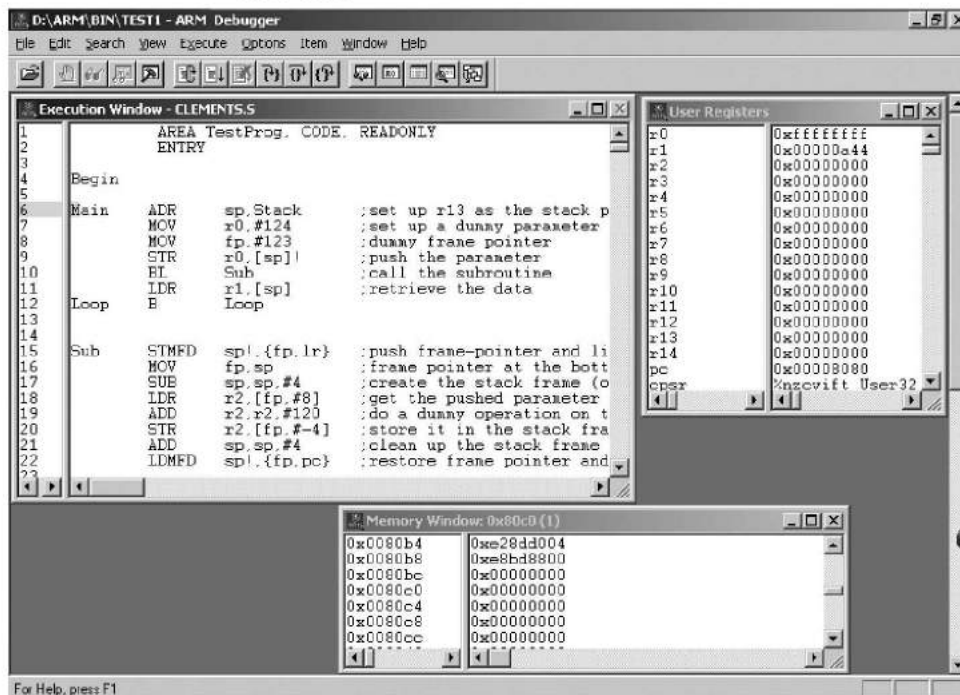 D:\ARM\BIN\TEST1 - ARM Debugger
File Edit Search View Execute Options Item Window Help
Execution Window - CLEMENTS.S
1 AREA TestProg, CODE, READONLY
2 ENTRY
3
4 Begin
5
6 Main ADR sp,Stack ;set up r13 as the stack p
7 MOV r0,#124 ;set up a dummy parameter
8 MOV fp,#123 ;dummy frame pointer
9 STR r0,[sp]! ;push the parameter
10 BL Sub ;call the subroutine
11 LDR r1,[sp] ;retrieve the data
12 Loop B Loop
13
14
15 Sub STMFD sp!,{fp,lr} ;push frame-pointer and li
16 MOV fp,sp ;frame pointer at the bott
17 SUB sp,sp,#4 ;create the stack frame (o
18 LDR r2,[fp,#8] ;get the pushed parameter
19 ADD r2,r2,#120 ;do a dummy operation on t
20 STR r2,[fp,#-4] ;store it in the stack fra
21 ADD sp,sp,#4 ;clean up the stack frame
22 LDMFD sp!,{fp,pc} ;restore frame pointer and
23
User Registers
r0 0xffffffff
r1 0x00000a44
r2 0x00000000
r3 0x00000000
r4 0x00000000
r5 0x00000000
r6 0x00000000
r7 0x00000000
r8 0x00000000
r9 0x00000000
r10 0x00000000
r11 0x00000000
r12 0x00000000
r13 0x00000000
r14 0x00000000
pc 0x00008080
cpsr %nzcvift User32
Memory Window: 0x80c0 (1)
0x0080b4 0xe28dd004
0x0080b8 0xe8bd8800
0x0080bc 0x00000000
0x0080c0 0x00000000
0x0080c4 0x00000000
0x0080c8 0x00000000
0x0080cc 0x00000000
For Help, press F1